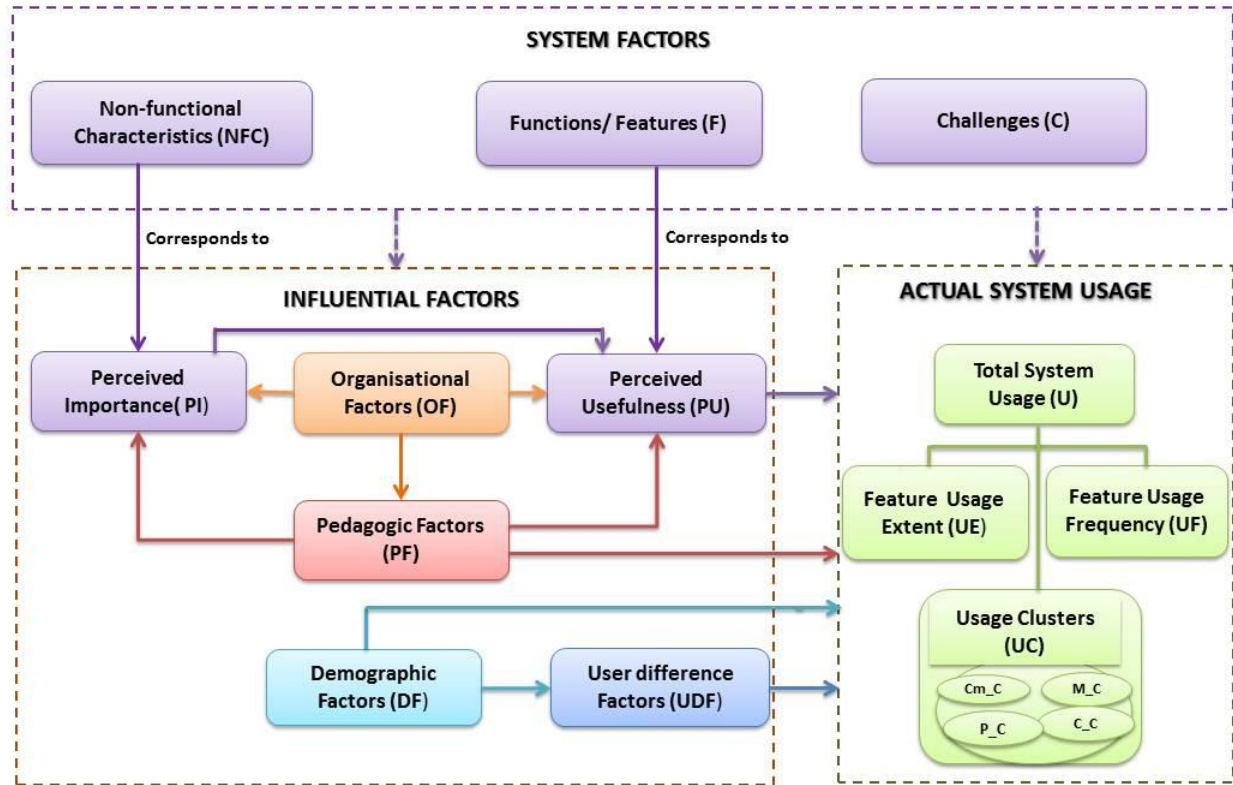 SYSTEM FACTORS
Non-functional
Characteristics (NFC)
Functions/ Features (F)
Challenges (C)
Corresponds to
Corresponds to
INFLUENTIAL FACTORS
ACTUAL SYSTEM USAGE
Perceived
Importance( PI)
Organisational
Factors (OF)
Perceived
Usefulness (PU)
Total System
Usage (U)
Feature Usage
Extent (UE)
Feature Usage
Frequency (UF)
Pedagogic Factors
(PF)
Usage Clusters
(UC)
Demographic
Factors (DF)
User difference
Factors (UDF)
Cm_C
M_C
P_C
C_C